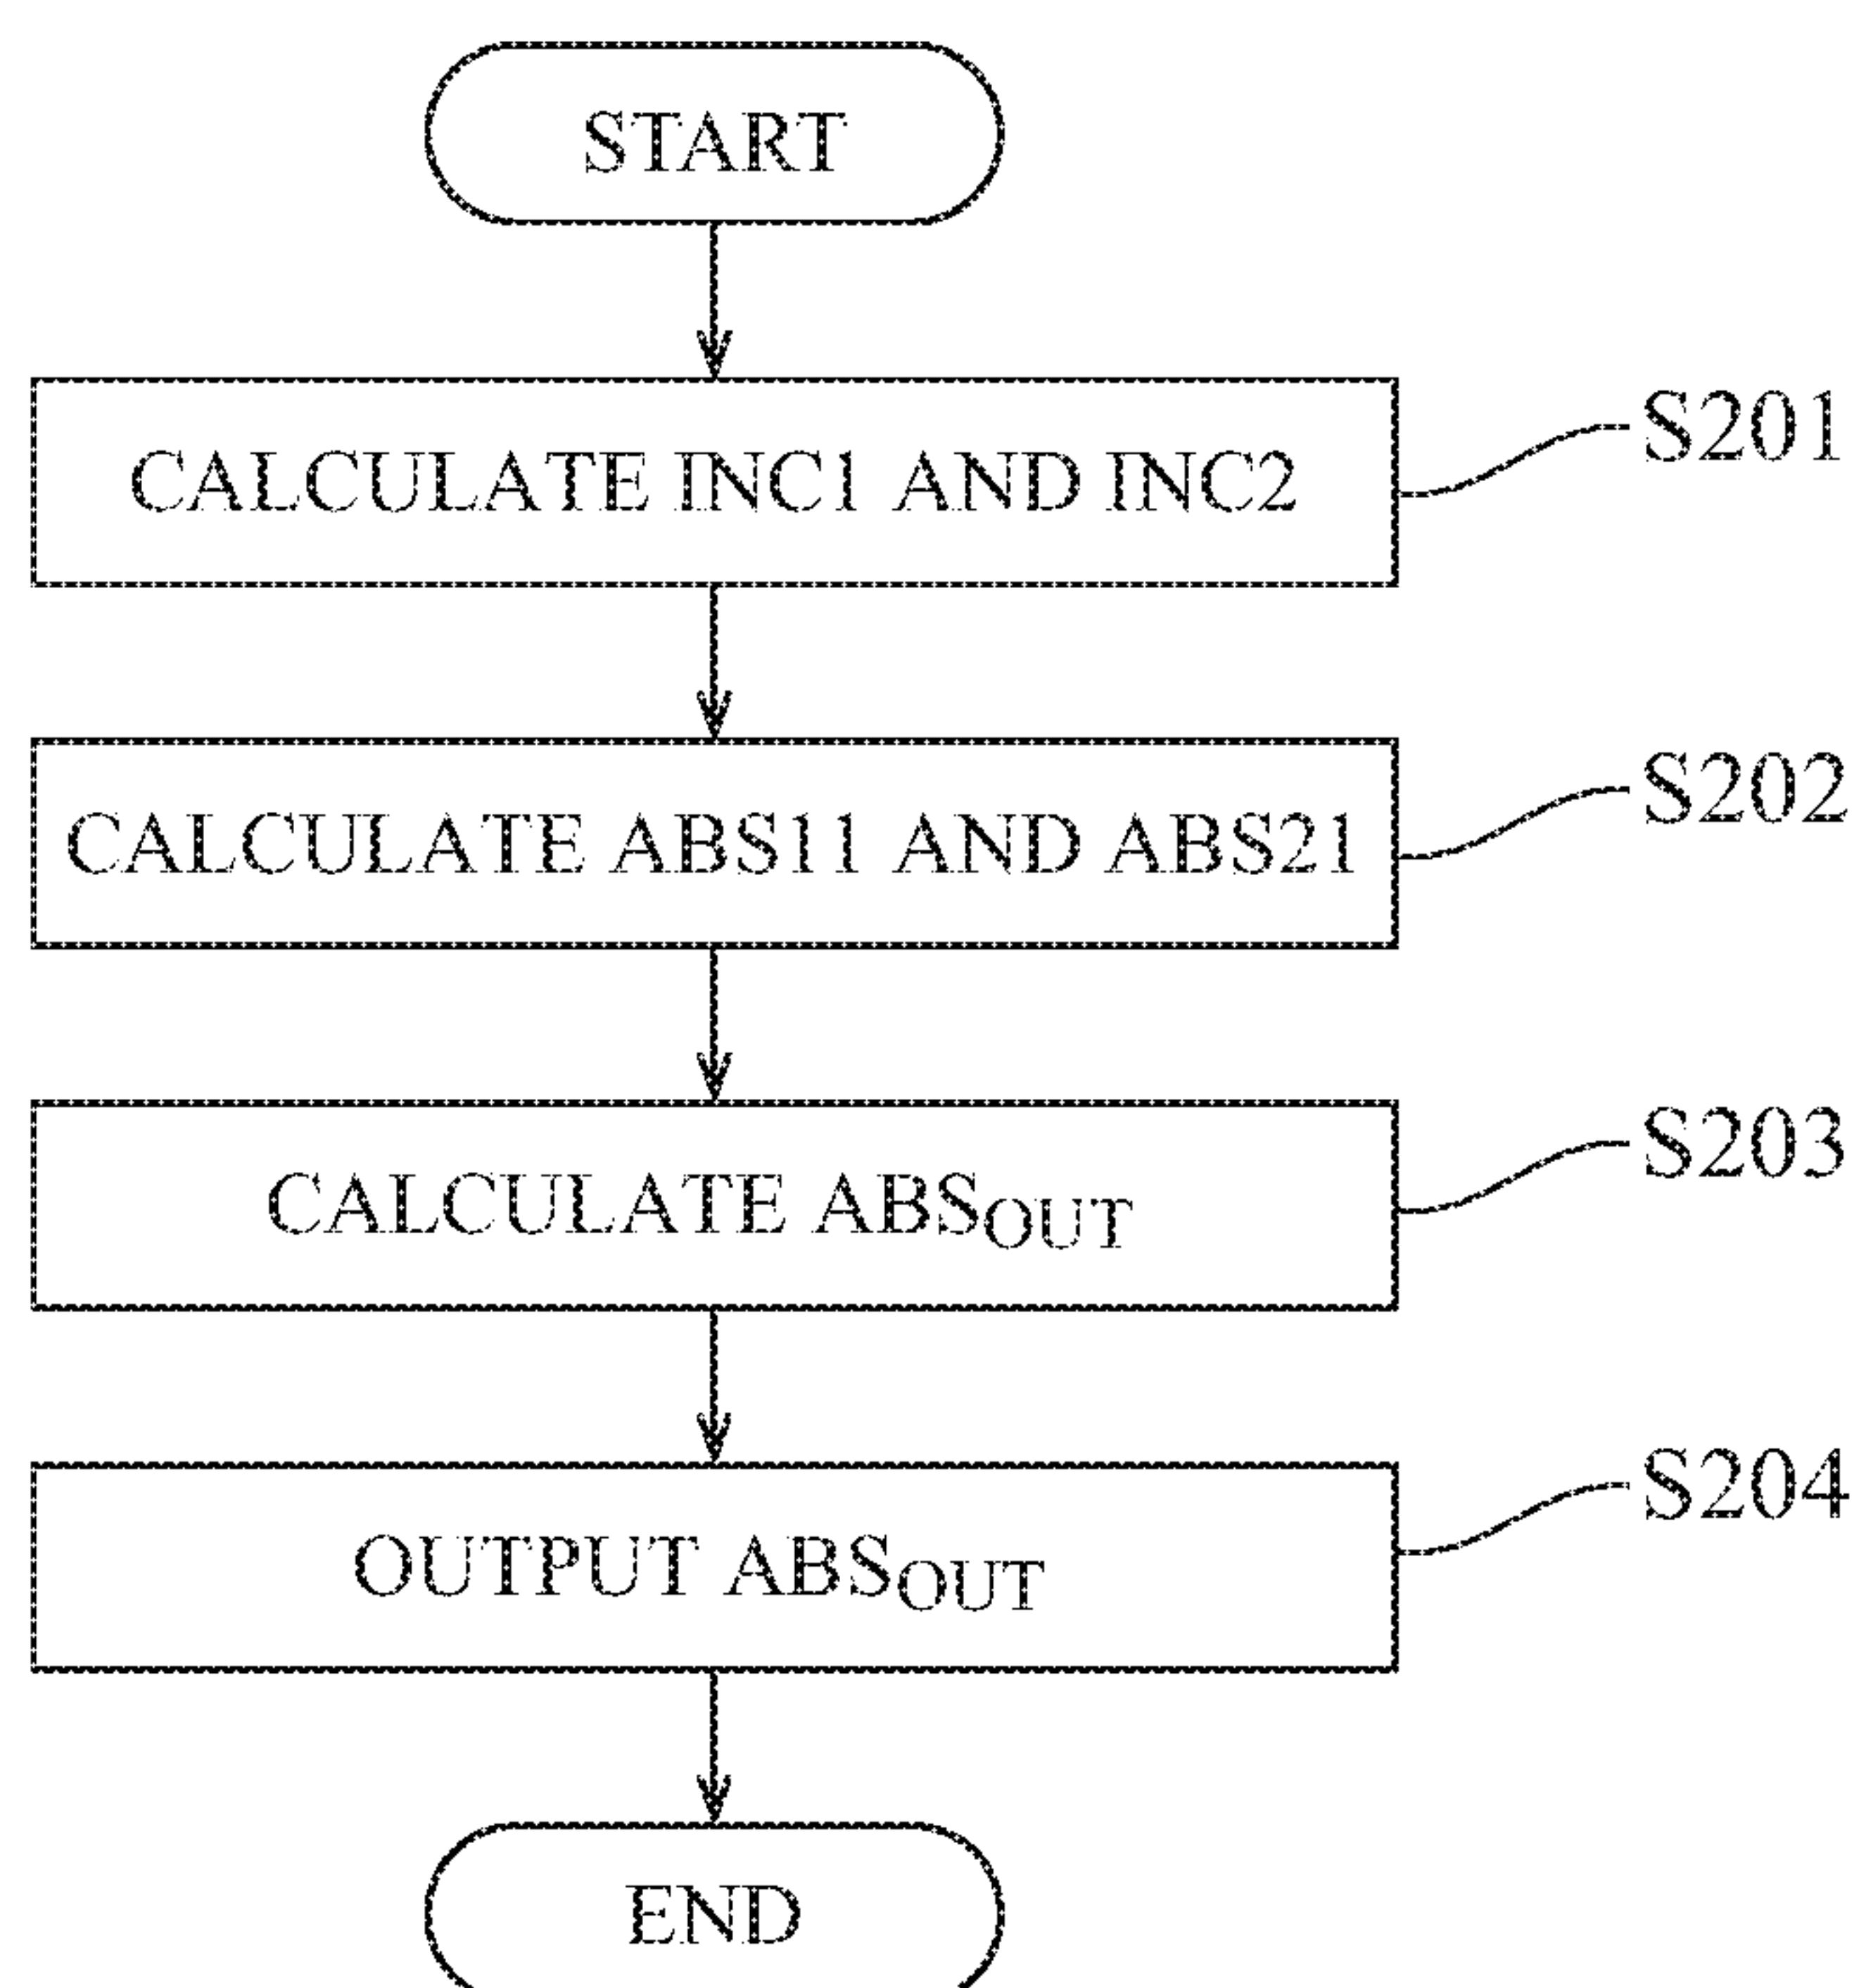 START
CALCULATE INC1 AND INC2
S201
CALCULATE ABS11 AND ABS21
S202
CALCULATE ABSOUT
S203
OUTPUT ABSOUT
S204
END